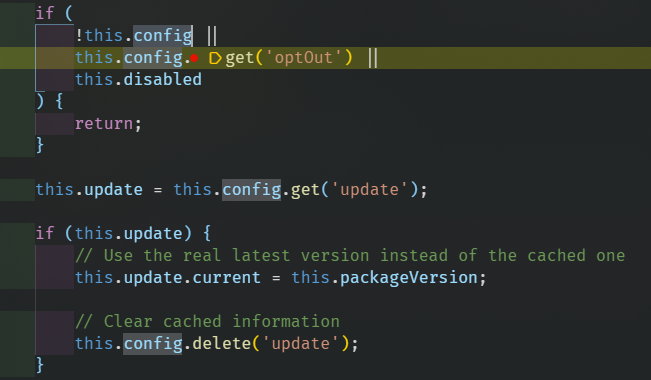 if (
!this.config ||
this.config.get('optOut') ||
this.disabled
) {
return;
}
this.update = this.config.get('update');
if (this.update) {
// Use the real latest version instead of the cached one
this.update.current = this.packageVersion;
// Clear cached information
this.config.delete('update');
}